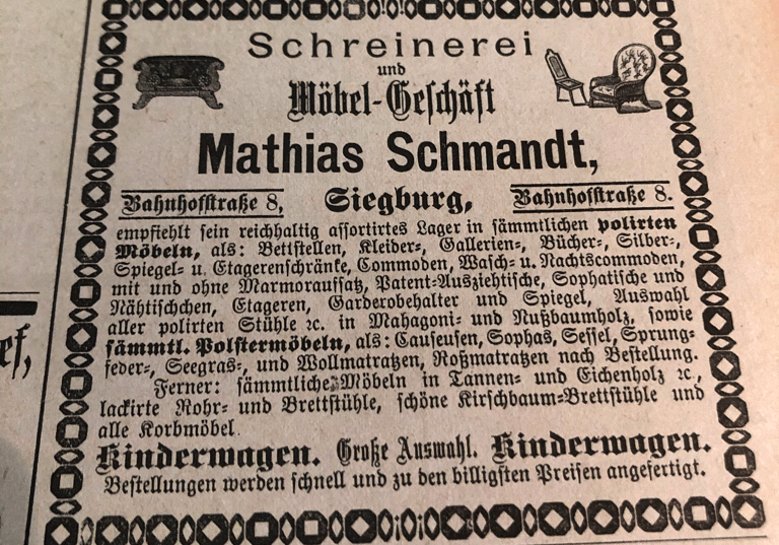 Schreinerei
und
Möbel-Geschäft
Mathias Schmandt,
Bahnhofstraße 8, Siegburg, Bahnhofstraße 8.
empfiehlt sein reichhaltig assortirtes Lager in sämmtlichen polirten
Möbeln, als: Bettstellen, Kleider-, Gallerien-, Bücher-, Silber-,
Spiegel- u. Etagerenschränke, Commoden, Wasch- u. Nachtscommoden,
mit und ohne Marmoraufsatz, Patent-Ausziehtische, Sophatische und
Nähtischchen, Etageren, Garderobehalter und Spiegel, Auswahl
aller polirten Stühle ꝛc. in Mahagoni- und Nußbaumholz, sowie
sämmtl. Polstermöbeln, als: Causeusen, Sophas, Sessel, Sprung-
feder-, Seegras-, und Wollmatratzen, Roßmatratzen nach Bestellung.
Ferner: sämmtliche Möbeln in Tannen- und Eichenholz ꝛc,
lackirte Rohr- und Brettstühle, schöne Kirschbaum-Brettstühle und
alle Korbmöbel.
Kinderwagen. Große Auswahl. Kinderwagen.
Bestellungen werden schnell und zu den billigsten Preisen angefertigt.